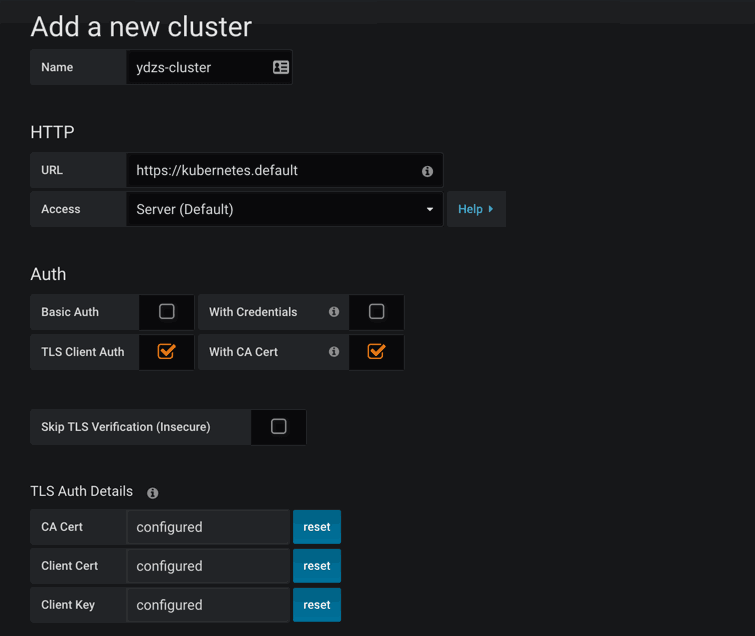 Add a new cluster
Name ydzs-cluster
HTTP
URL https://kubernetes.default
Access Server (Default) Help
Auth
Basic Auth With Credentials
TLS Client Auth With CA Cert
Skip TLS Verification (Insecure)
TLS Auth Details
CA Cert configured reset
Client Cert configured reset
Client Key configured reset